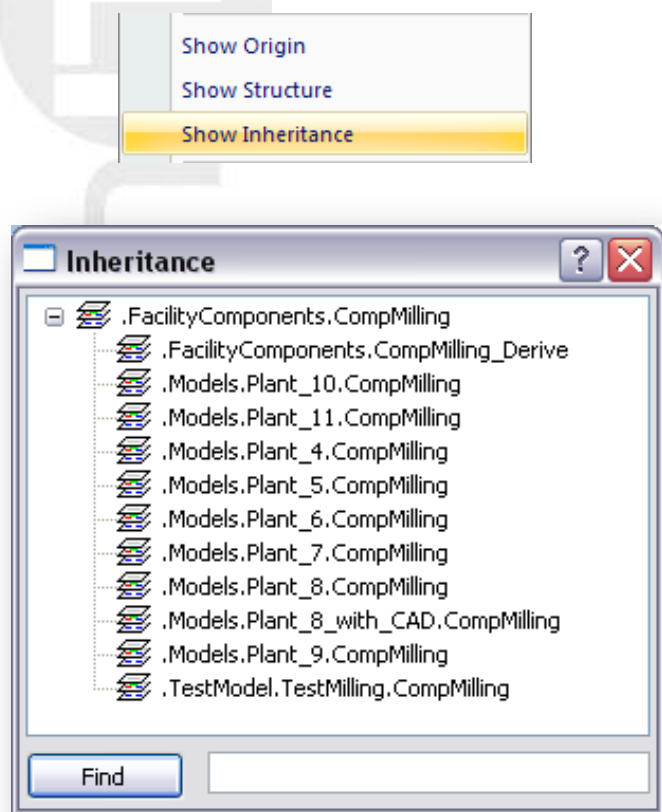 Show Origin
Show Structure
Show Inheritance
Inheritance
?
.FacilityComponents.CompMilling
.FacilityComponents.CompMilling_Derive
.Models.Plant_10.CompMilling
.Models.Plant_11.CompMilling
.Models.Plant_4.CompMilling
.Models.Plant_5.CompMilling
.Models.Plant_6.CompMilling
.Models.Plant_7.CompMilling
.Models.Plant_8.CompMilling
.Models.Plant_8_with_CAD.CompMilling
.Models.Plant_9.CompMilling
.TestModel.TestMilling.CompMilling
Find